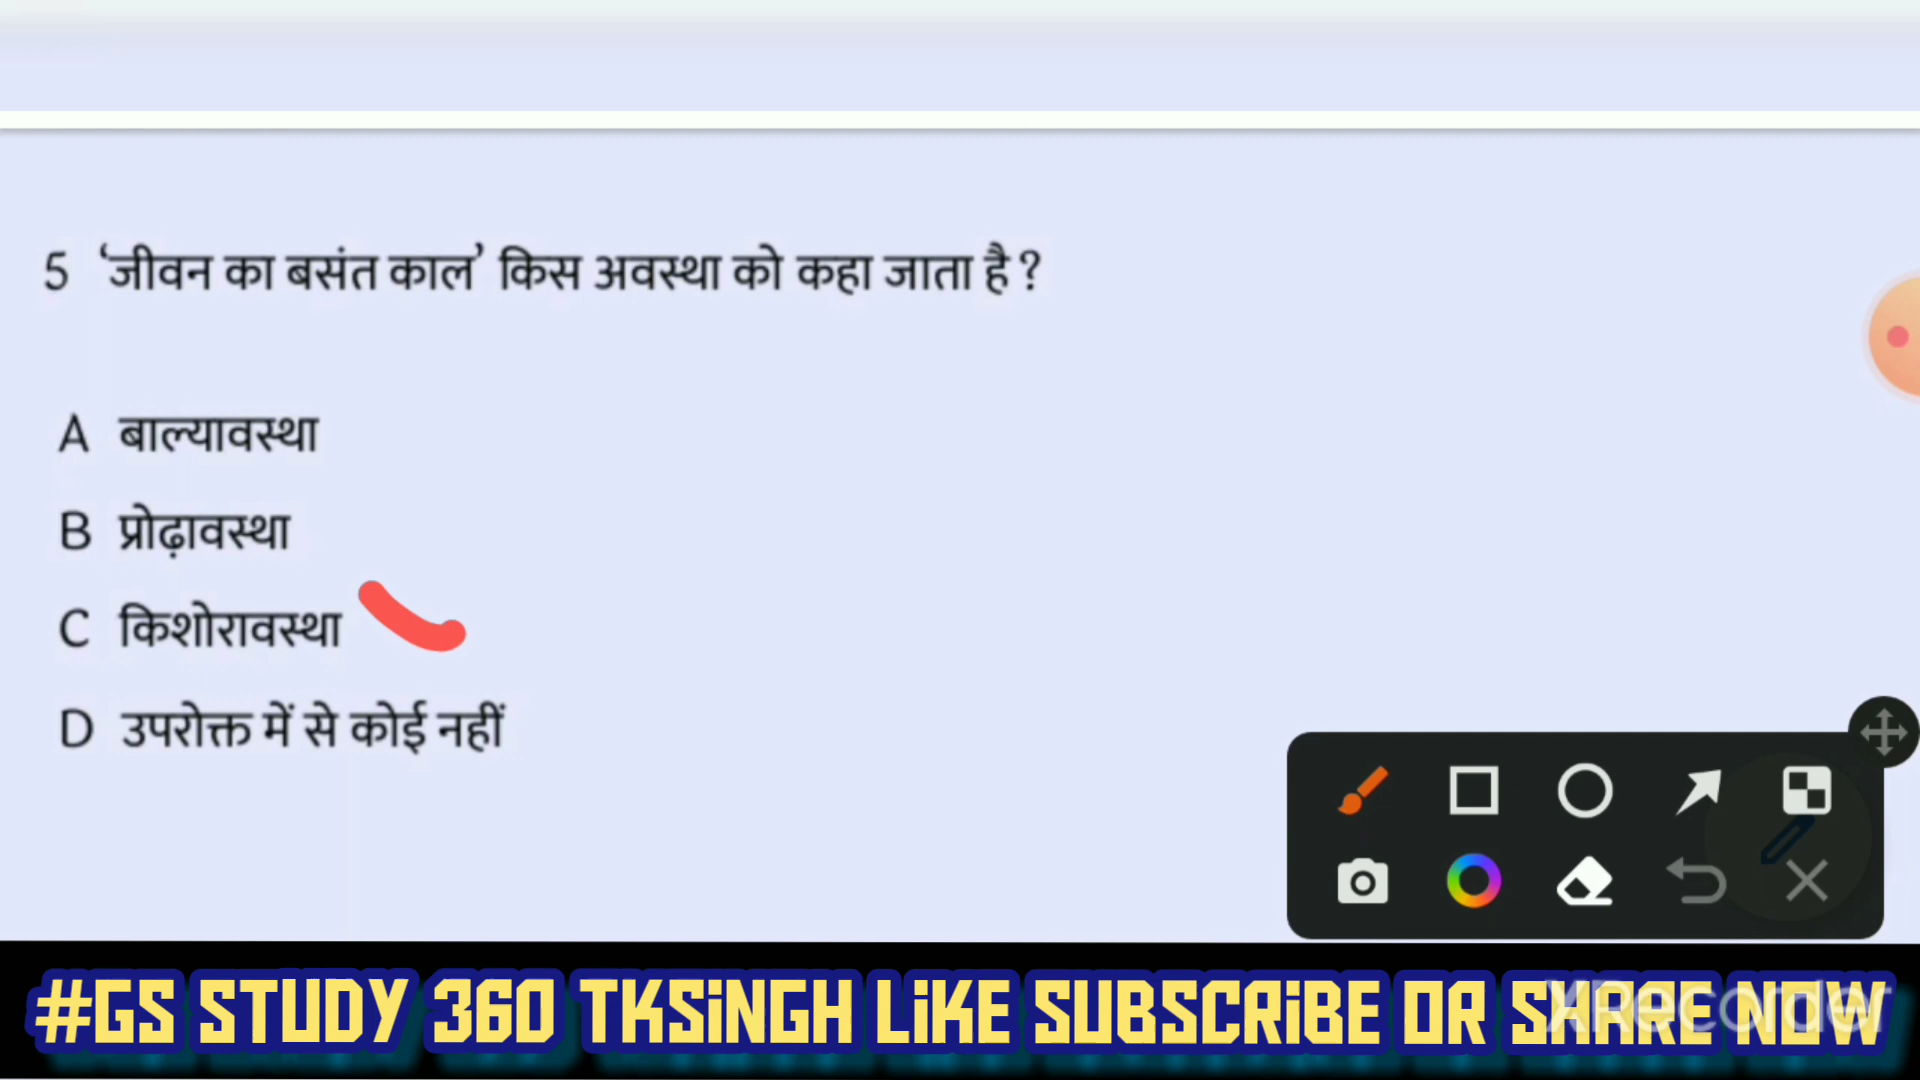 5 ‘जीवन का बसंत काल’ किस अवस्था को कहा जाता है ?
A बाल्यावस्था
B प्रोढ़ावस्था
C किशोरावस्था
D उपरोक्त में से कोई नहीं
#GS STUDY 360 TKSiNGH LiKE SUBSCRiBE OR SHARE NOW
XRecorder